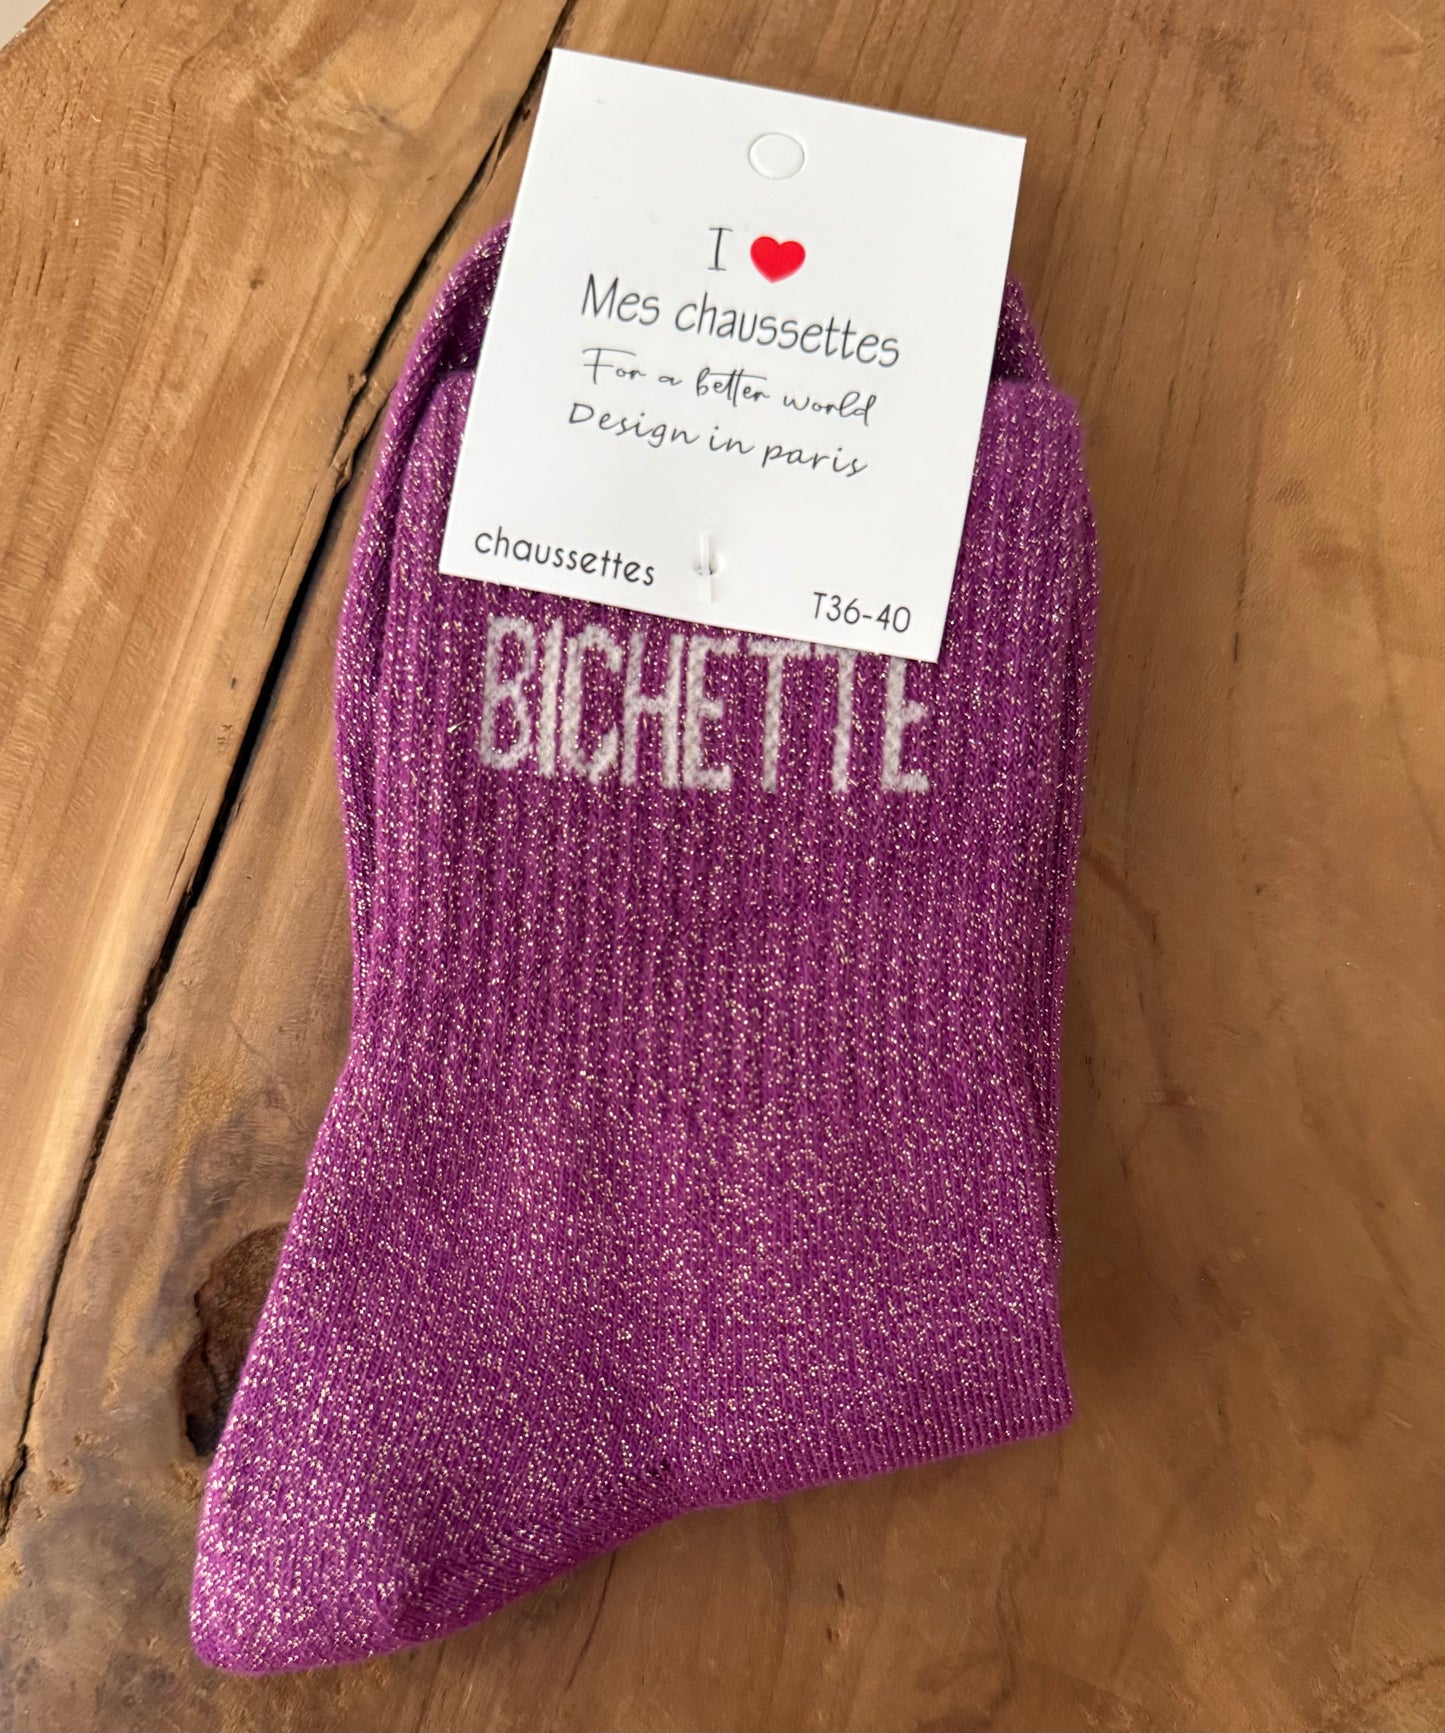 I ❤
Mes chaussettes
For a better world
Design in paris
chaussettes
T36-40
BICHETTE